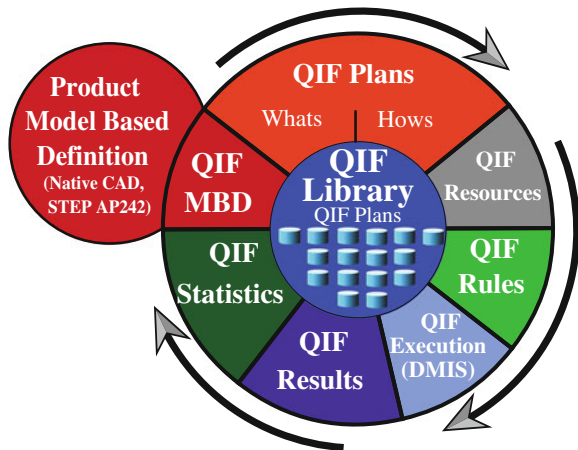 Product
Model Based
Definition
(Native CAD,
STEP AP242)
QIF Plans
Whats
Hows
QIF
MBD
QIF
Library
QIF Plans
QIF
Resources
QIF
Rules
QIF
Execution
(DMIS)
QIF
Results
QIF
Statistics